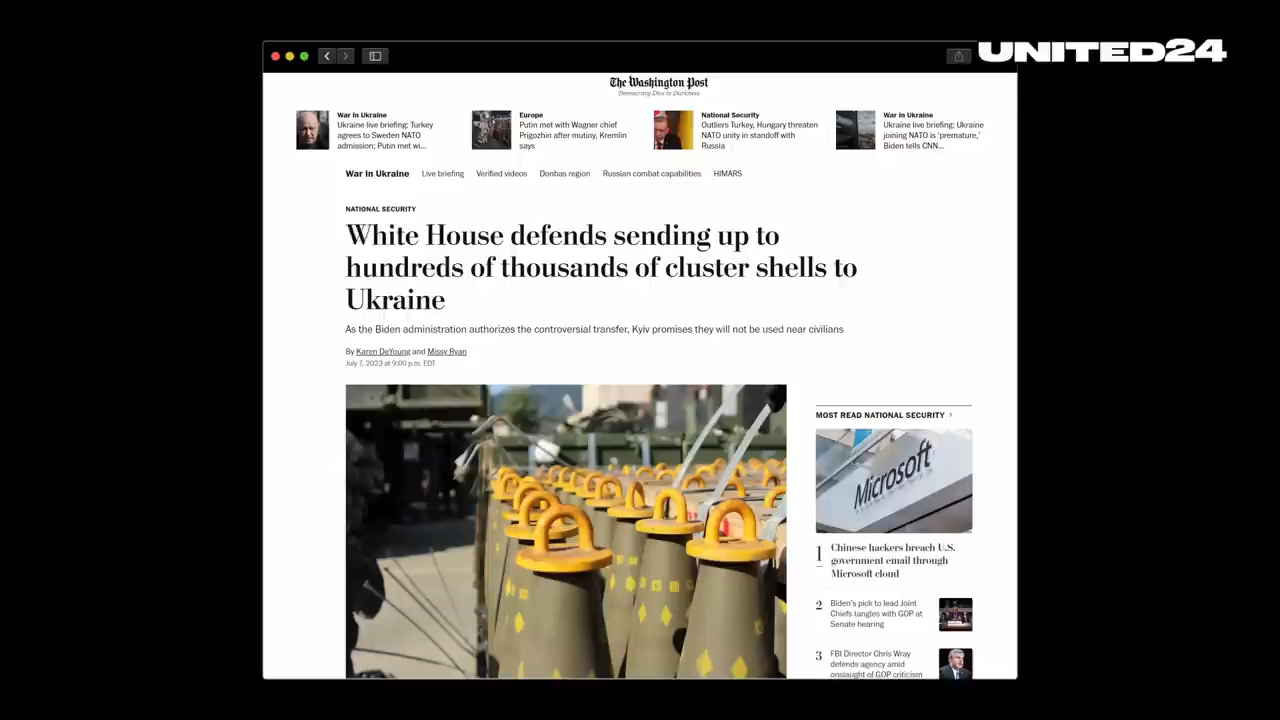 UNITED24
The Washington Post
Democracy Dies in Darkness
War in Ukraine
Ukraine live briefing: Turkey
agrees to Sweden NATO
admission; Putin met wi...
Europe
Putin met with Wagner chief
Prigozhin after mutiny, Kremlin
says
National Security
Outliers Turkey, Hungary threaten
NATO unity in standoff with
Russia
War in Ukraine
Ukraine live briefing: Ukraine
joining NATO is ‘premature,’
Biden tells CNN...
War in Ukraine Live briefing Verified videos Donbas region Russian combat capabilities HIMARS
NATIONAL SECURITY
White House defends sending up to
hundreds of thousands of cluster shells to
Ukraine
As the Biden administration authorizes the controversial transfer, Kyiv promises they will not be used near civilians
By Karen DeYoung and Missy Ryan
July 7, 2023 at 9:00 p.m. EDT
MOST READ NATIONAL SECURITY ›
Microsoft
1 Chinese hackers breach U.S.
government email through
Microsoft cloud
2 Biden’s pick to lead Joint
Chiefs tangles with GOP at
Senate hearing
3 FBI Director Chris Wray
defends agency amid
onslaught of GOP criticism